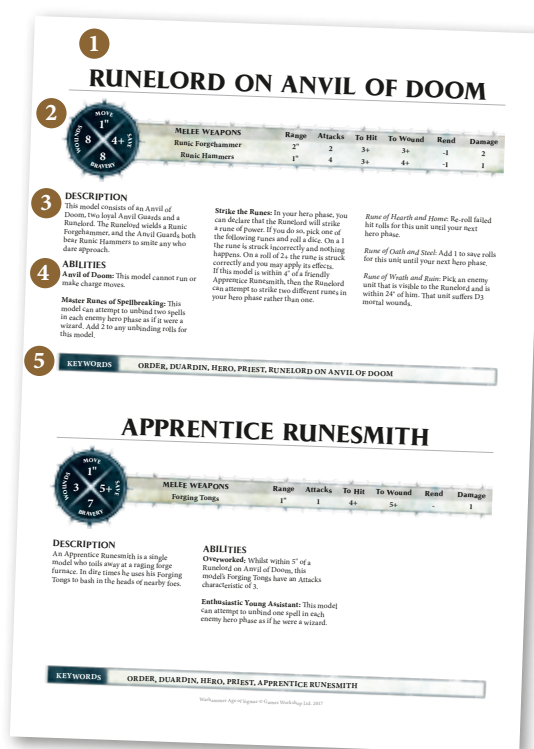 1
RUNELORD ON ANVIL OF DOOM
2
MOVE
1"
WOUNDS
8
4+
SAVE
8
BRAVERY
MELEE WEAPONS Range Attacks To Hit To Wound Rend Damage
Runic Forgehammer 2" 2 3+ 3+ -1 2
Runic Hammers 1" 4 3+ 4+ -1 1
3
DESCRIPTION
This model consists of an Anvil of
Doom, two loyal Anvil Guards and a
Runelord. The Runelord wields a Runic
Forgehammer, and the Anvil Guards both
bear Runic Hammers to smite any who
dare approach.
4
ABILITIES
Anvil of Doom: This model cannot run or
make charge moves.
Master Runes of Spellbreaking: This
model can attempt to unbind two spells
in each enemy hero phase as if it were a
wizard. Add 2 to any unbinding rolls for
this model.
Strike the Runes: In your hero phase, you
can declare that the Runelord will strike
a rune of power. If you do so, pick one of
the following runes and roll a dice. On a 1
the rune is struck incorrectly and nothing
happens. On a roll of 2+ the rune is struck
correctly and you may apply its effects.
If this model is within 4" of a friendly
Apprentice Runesmith, then the Runelord
can attempt to strike two different runes in
your hero phase rather than one.
Rune of Hearth and Home: Re-roll failed
hit rolls for this unit until your next
hero phase.
Rune of Oath and Steel: Add 1 to save rolls
for this unit until your next hero phase.
Rune of Wrath and Ruin: Pick an enemy
unit that is visible to the Runelord and is
within 24" of him. That unit suffers D3
mortal wounds.
5
KEYWORDS ORDER, DUARDIN, HERO, PRIEST, RUNELORD ON ANVIL OF DOOM
APPRENTICE RUNESMITH
MOVE
1"
WOUNDS
3
5+
SAVE
7
BRAVERY
MELEE WEAPONS Range Attacks To Hit To Wound Rend Damage
Forging Tongs 1" 1 4+ 5+ - 1
DESCRIPTION
An Apprentice Runesmith is a single
model who toils away at a raging forge
furnace. In dire times he uses his Forging
Tongs to bash in the heads of nearby foes.
ABILITIES
Overworked: Whilst within 5" of a
Runelord on Anvil of Doom, this
model's Forging Tongs have an Attacks
characteristic of 3.
Enthusiastic Young Assistant: This model
can attempt to unbind one spell in each
enemy hero phase as if he were a wizard.
KEYWORDS ORDER, DUARDIN, HERO, PRIEST, APPRENTICE RUNESMITH
Warhammer Age of Sigmar © Games Workshop Ltd. 2017